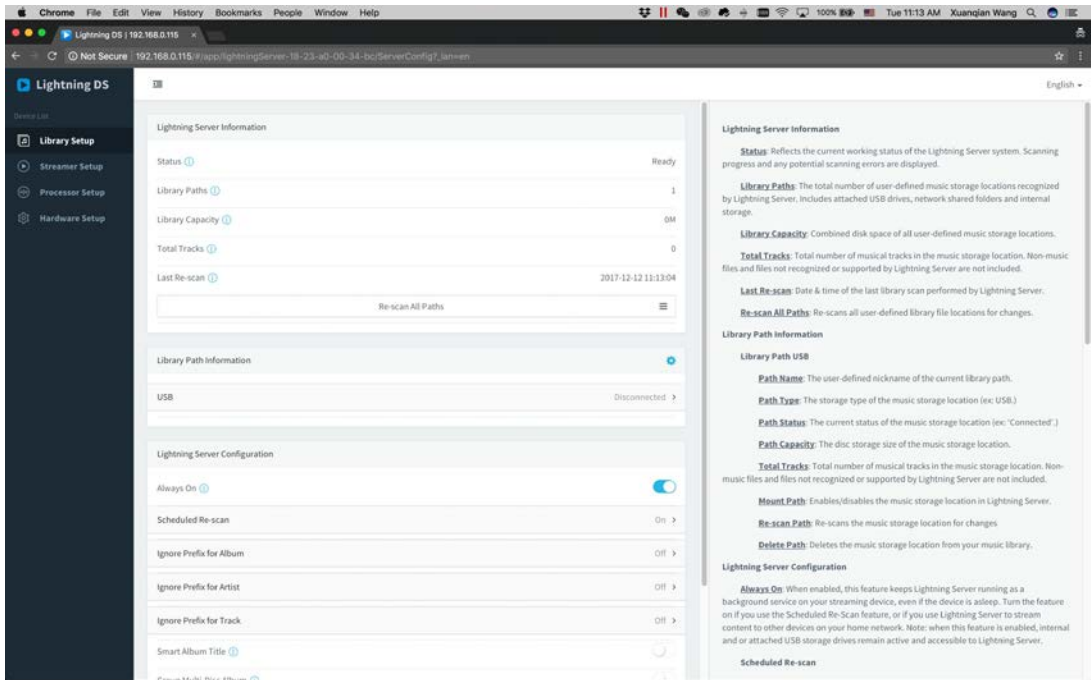 Chrome File Edit View History Bookmarks People Window Help
100% Tue 11:13 AM Xuanqian Wang
Lightning DS | 192.168.0.115
Not Secure 192.168.0.115/#/app/lightningServer-18-23-a0-00-34-bc/ServerConfig?_lan=en
Lightning DS
English
Device List
Library Setup
Streamer Setup
Processor Setup
Hardware Setup
Lightning Server Information
Status Ready
Library Paths 1
Library Capacity 0M
Total Tracks 0
Last Re-scan 2017-12-12 11:13:04
Re-scan All Paths
Library Path Information
USB Disconnected
Lightning Server Configuration
Always On
Scheduled Re-scan On
Ignore Prefix for Album Off
Ignore Prefix for Artist Off
Ignore Prefix for Track Off
Smart Album Title
Group Multi-Disc Album
Lightning Server Information
Status: Reflects the current working status of the Lightning Server system. Scanning
progress and any potential scanning errors are displayed.
Library Paths: The total number of user-defined music storage locations recognized
by Lightning Server. Includes attached USB drives, network shared folders and internal
storage.
Library Capacity: Combined disk space of all user-defined music storage locations.
Total Tracks: Total number of musical tracks in the music storage location. Non-music
files and files not recognized or supported by Lightning Server are not included.
Last Re-scan: Date & time of the last library scan performed by Lightning Server.
Re-scan All Paths: Re-scans all user-defined library file locations for changes.
Library Path Information
Library Path USB
Path Name: The user-defined nickname of the current library path.
Path Type: The storage type of the music storage location (ex: USB.)
Path Status: The current status of the music storage location (ex: 'Connected'.)
Path Capacity: The disc storage size of the music storage location.
Total Tracks: Total number of musical tracks in the music storage location. Non-
music files and files not recognized or supported by Lightning Server are not included.
Mount Path: Enables/disables the music storage location in Lightning Server.
Re-scan Path: Re-scans the music storage location for changes
Delete Path: Deletes the music storage location from your music library.
Lightning Server Configuration
Always On: When enabled, this feature keeps Lightning Server running as a
background service on your streaming device, even if the device is asleep. Turn the feature
on if you use the Scheduled Re-Scan feature, or if you use Lightning Server to stream
content to other devices on your home network. Note: when this feature is enabled, internal
and or attached USB storage drives remain active and accessible to Lightning Server.
Scheduled Re-scan